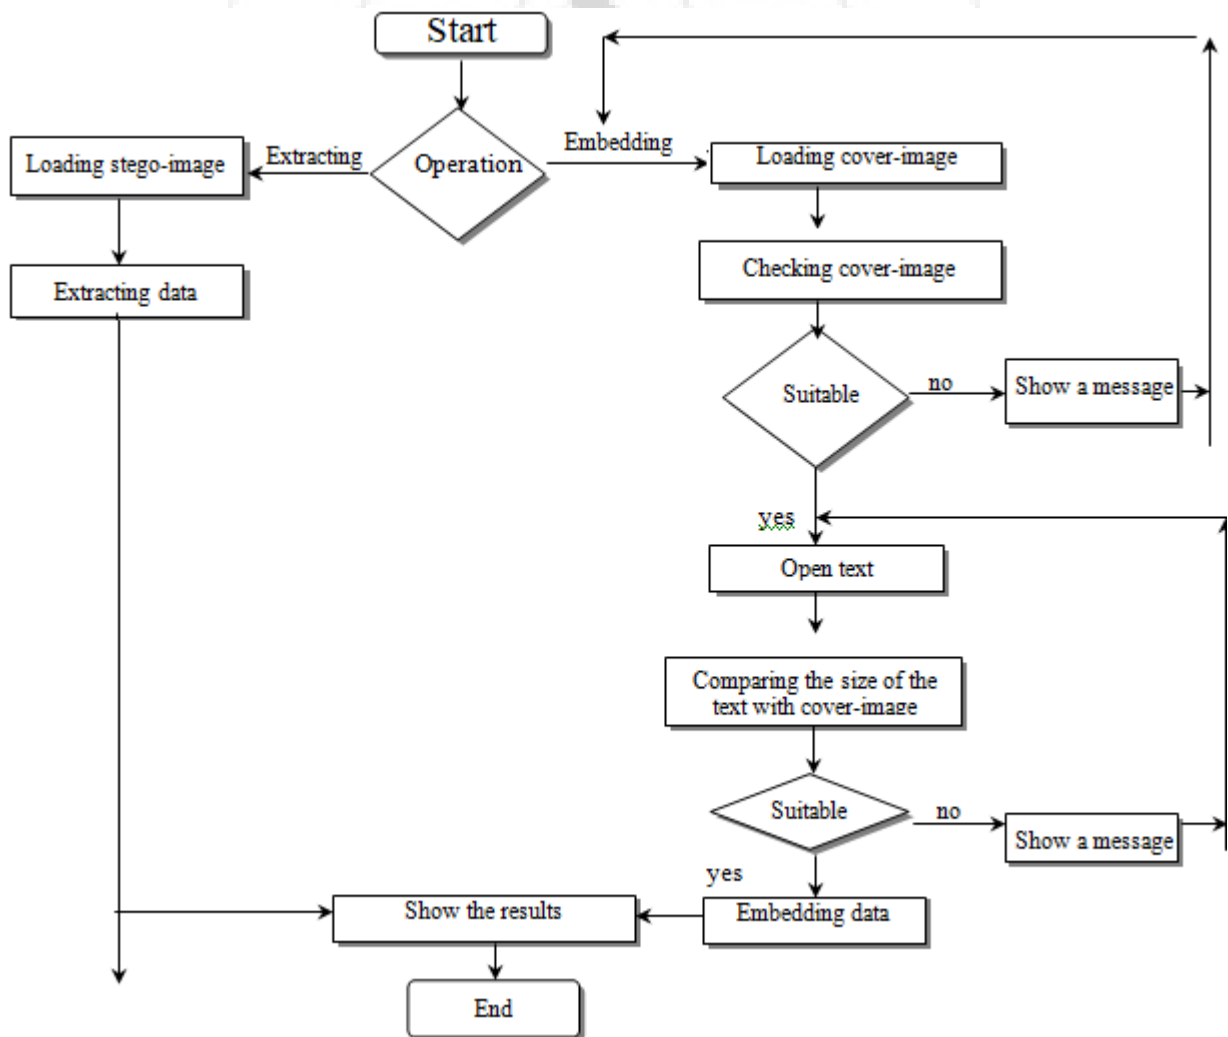 Start
Operation
Extracting
Embedding
Loading stego-image
Loading cover-image
Extracting data
Checking cover-image
Suitable
no
Show a message
yes
Open text
Comparing the size of the
text with cover-image
Suitable
no
Show a message
yes
Embedding data
Show the results
End